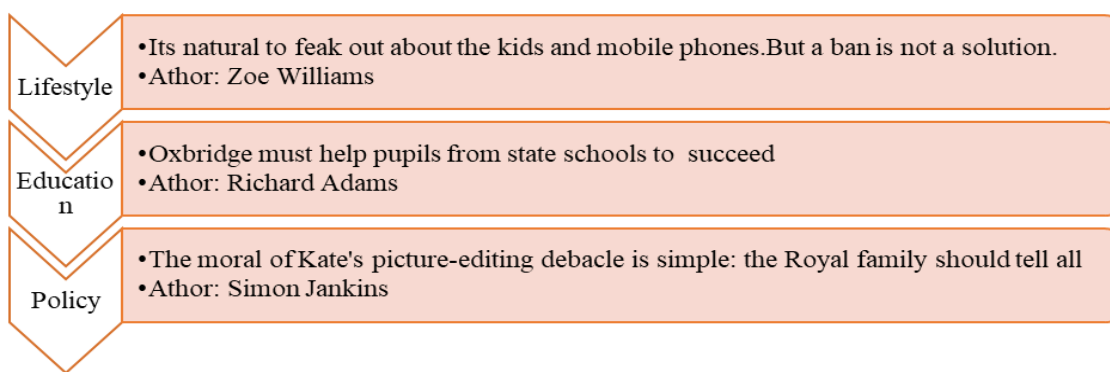 Lifestyle
•Its natural to feak out about the kids and mobile phones.But a ban is not a solution.
•Athor: Zoe Williams
Educatio
n
•Oxbridge must help pupils from state schools to succeed
•Athor: Richard Adams
Policy
•The moral of Kate's picture-editing debacle is simple: the Royal family should tell all
•Athor: Simon Jankins